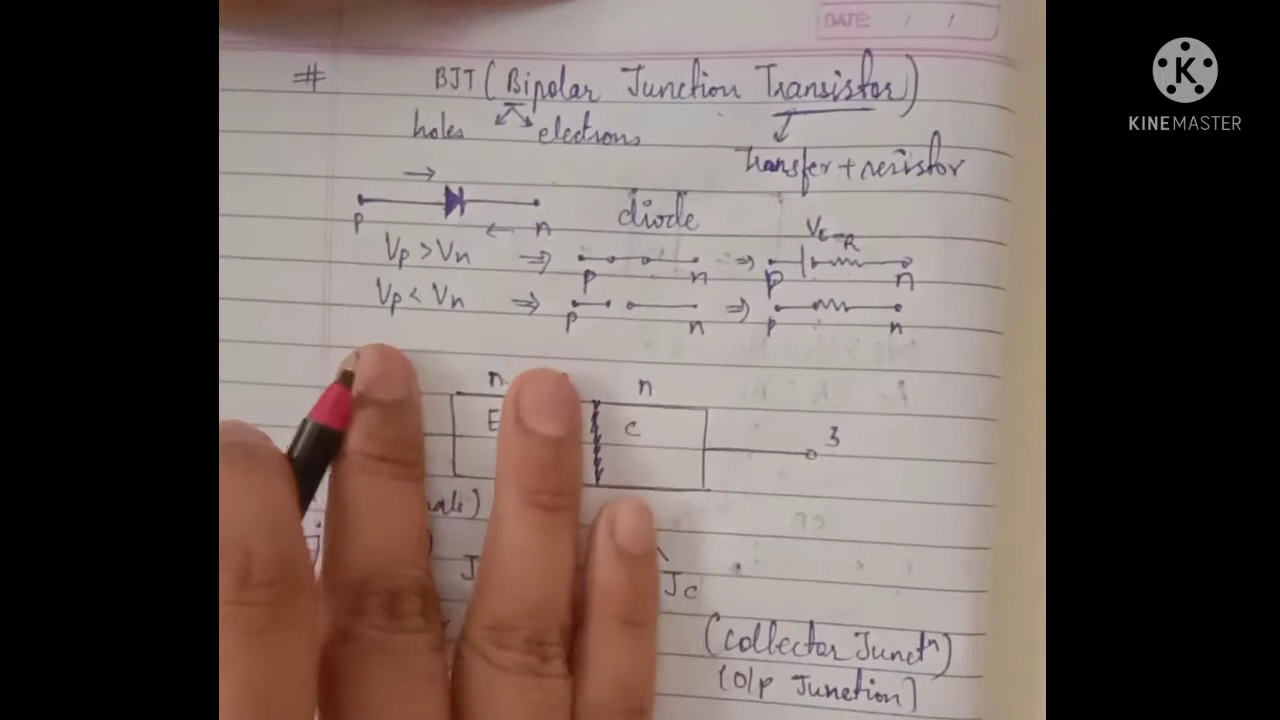 DATE / /
# BJT (Bipolar Junction Transistor)
holes electrons
Transfer + resistor
p n diode
Vp > Vn ⇒ p n ⇒ p n
R
Vp < Vn ⇒ p n ⇒ p n
n n
E C 3
Jc
(Collector Junctⁿ)
(O/p Junction)
K
KINEMASTER